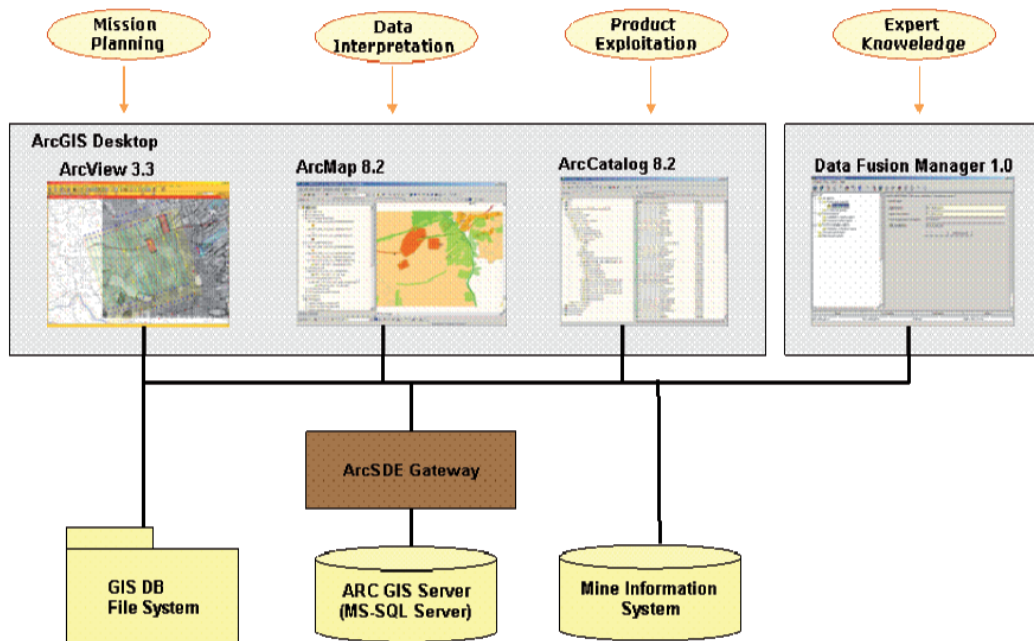 Mission
Planning
Data
Interpretation
Product
Exploitation
Expert
Knoweledge
ArcGIS Desktop
ArcView 3.3
ArcMap 8.2
ArcCatalog 8.2
Data Fusion Manager 1.0
ArcSDE Gateway
GIS DB
File System
ARC GIS Server
(MS-SQL Server)
Mine Information
System